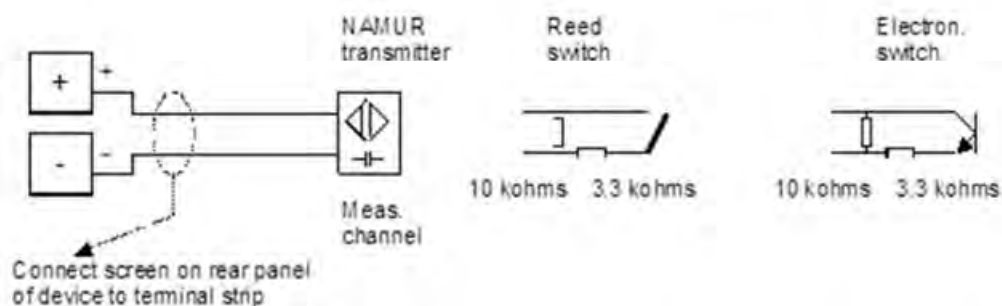 NAMUR
transmitter
Reed
switch
Electron.
switch
+
+
-
-
10 kohms 3.3 kohms
10 kohms 3.3 kohms
Meas.
channel
Connect screen on rear panel
of device to terminal strip